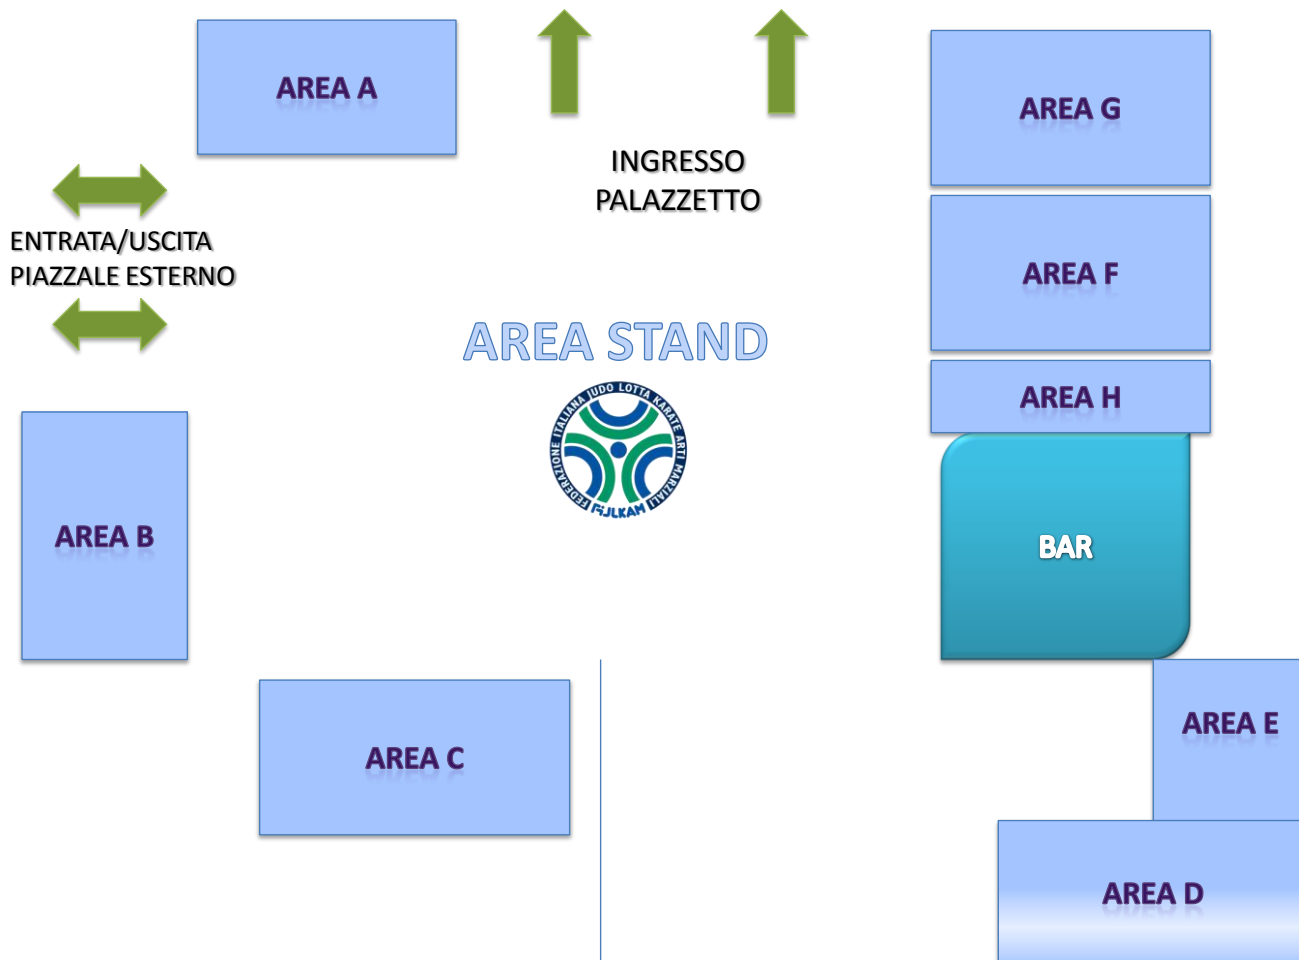 AREA A
AREA G
INGRESSO
PALAZZETTO
ENTRATA/USCITA
PIAZZALE ESTERNO
AREA F
AREA STAND
AREA H
FEDERAZIONE ITALIANA JUDO LOTTA KARATE ARTI MARZIALI
FIJLKAM
AREA B
BAR
AREA C
AREA E
AREA D